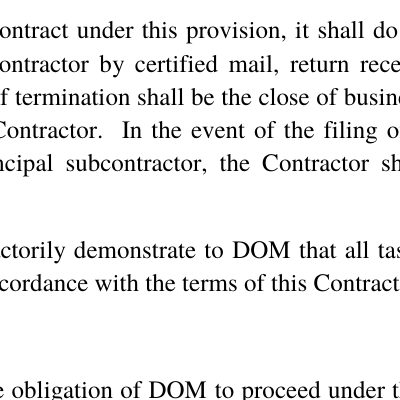 ontract under this provision, it shall do
ontractor by certified mail, return rece
f termination shall be the close of busin
Contractor. In the event of the filing o
ncipal subcontractor, the Contractor sh
ctorily demonstrate to DOM that all tas
cordance with the terms of this Contract
e obligation of DOM to proceed under t